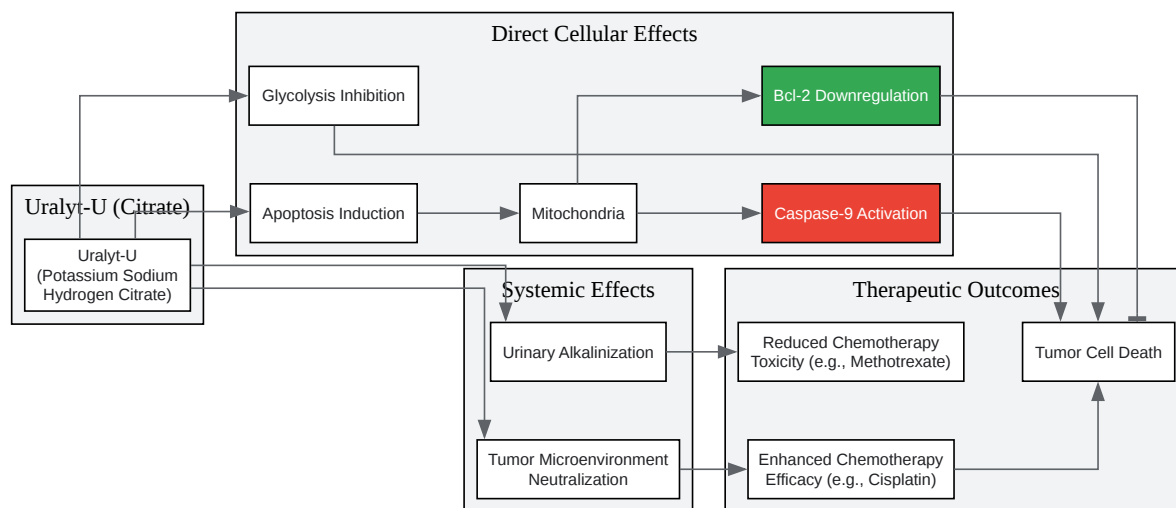 Direct Cellular Effects
Glycolysis Inhibition
Bcl-2 Downregulation
Uralyt-U (Citrate)
Apoptosis Induction
Mitochondria
Caspase-9 Activation
Uralyt-U
(Potassium Sodium
Hydrogen Citrate)
Systemic Effects
Therapeutic Outcomes
Urinary Alkalinization
Reduced Chemotherapy
Toxicity (e.g., Methotrexate)
Tumor Cell Death
Tumor Microenvironment
Neutralization
Enhanced Chemotherapy
Efficacy (e.g., Cisplatin)